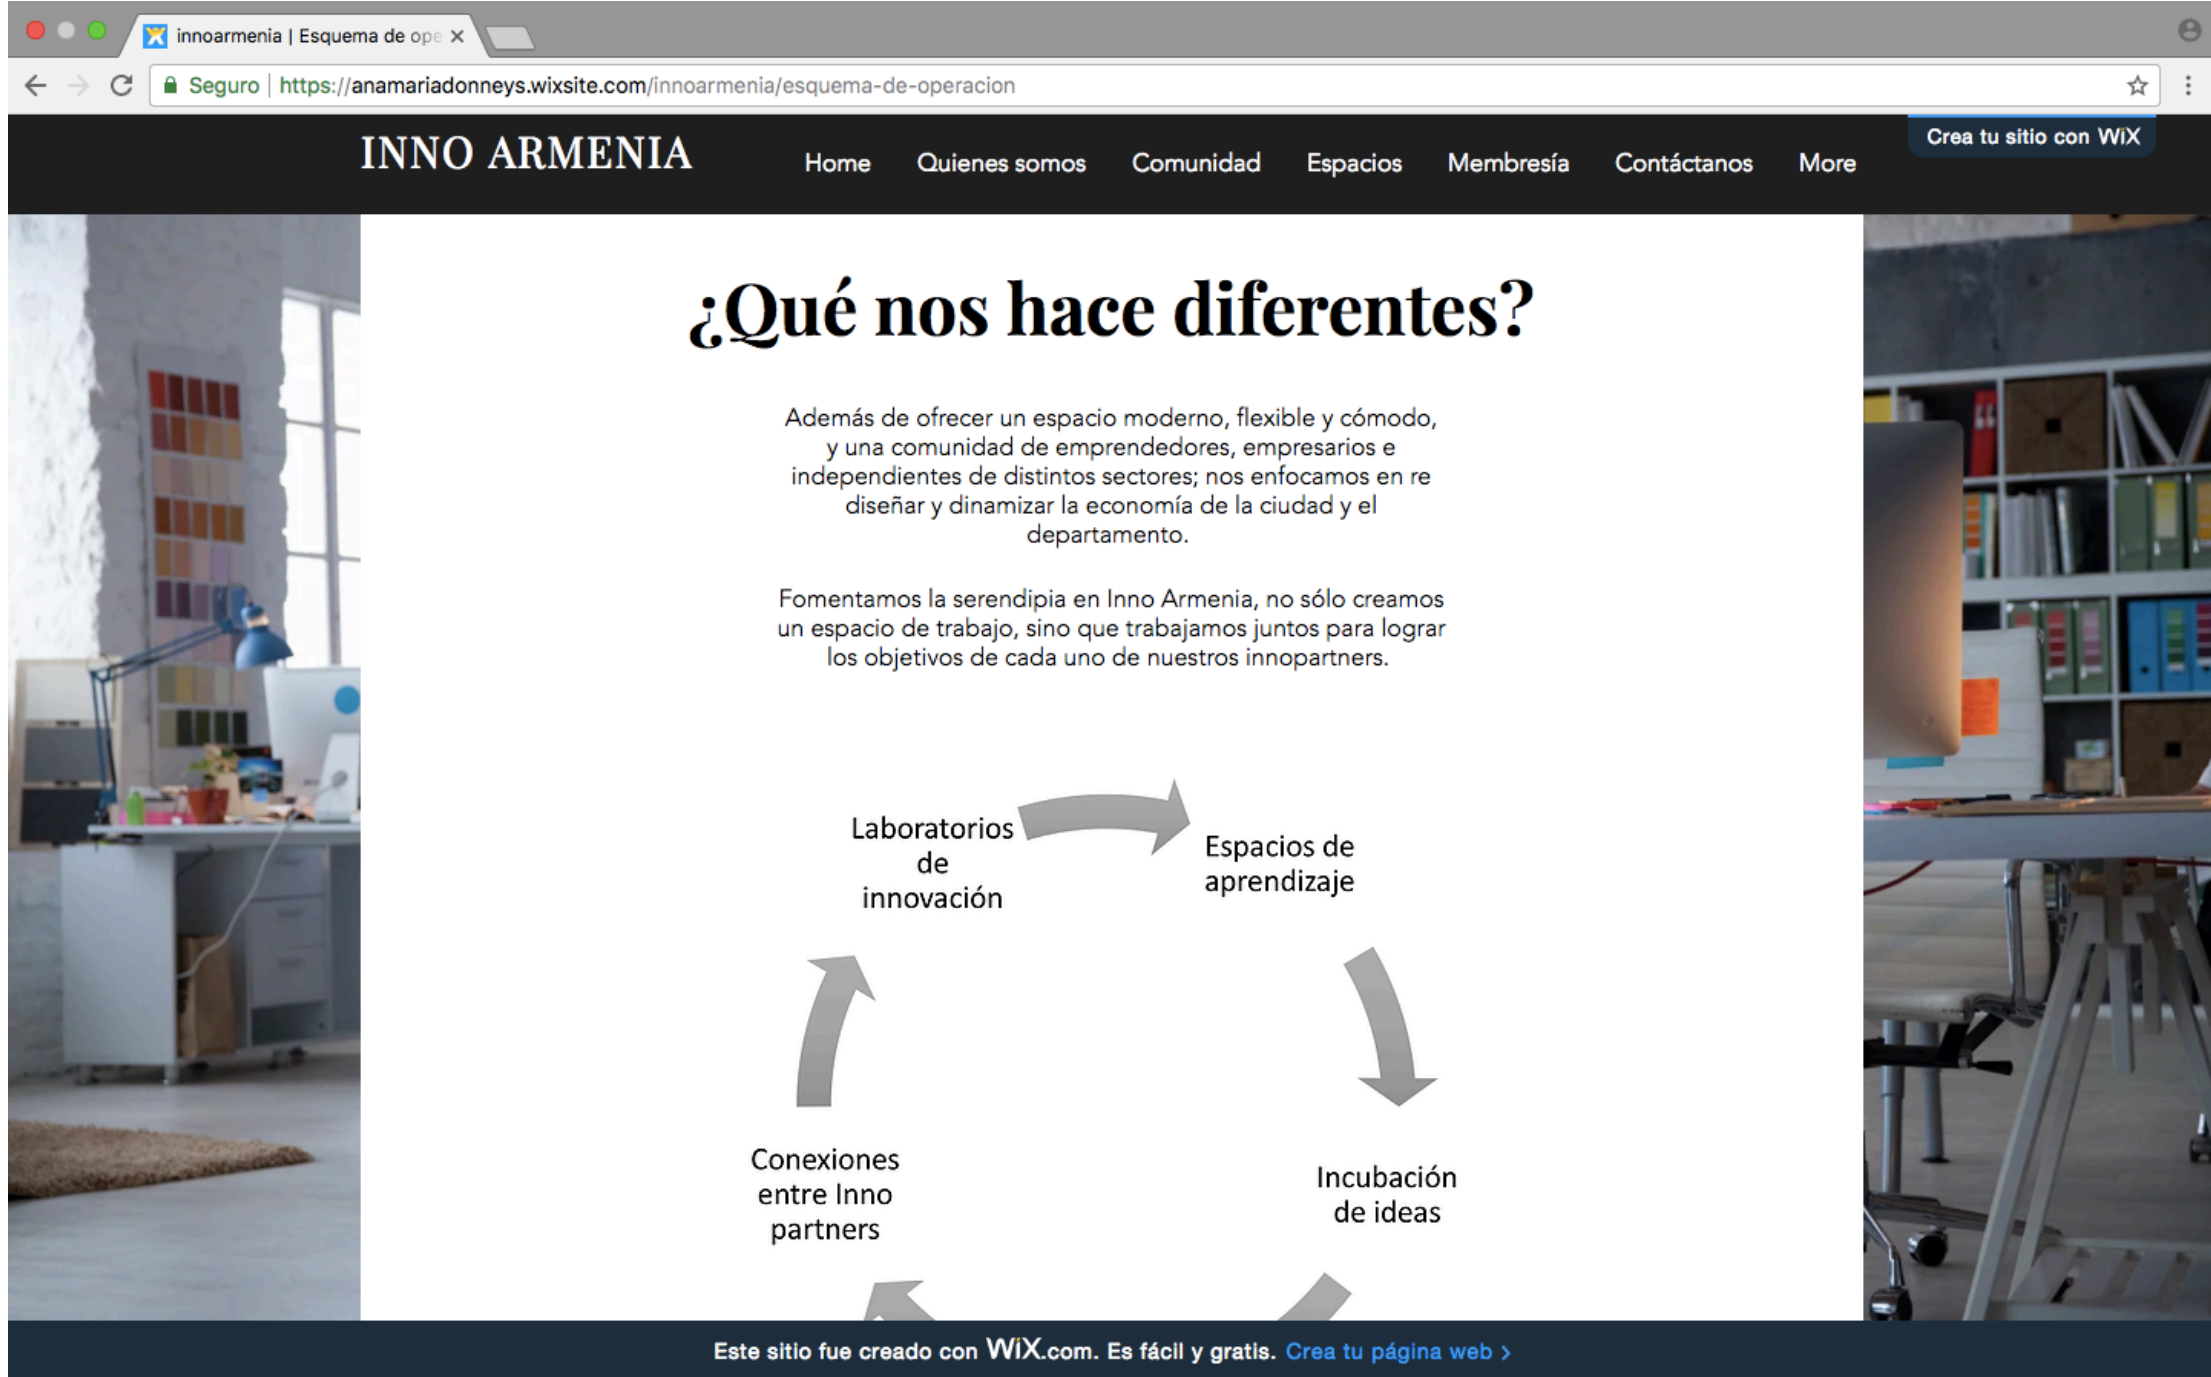 innoarmenia | Esquema de ope
Seguro | https://anamariadonneys.wixsite.com/innoarmenia/esquema-de-operacion
INNO ARMENIA
Home Quienes somos Comunidad Espacios Membresía Contáctanos More
Crea tu sitio con WiX
¿Qué nos hace diferentes?
Además de ofrecer un espacio moderno, flexible y cómodo,
y una comunidad de emprendedores, empresarios e
independientes de distintos sectores; nos enfocamos en re
diseñar y dinamizar la economía de la ciudad y el
departamento.
Fomentamos la serendipia en Inno Armenia, no sólo creamos
un espacio de trabajo, sino que trabajamos juntos para lograr
los objetivos de cada uno de nuestros innopartners.
Laboratorios
de
innovación
Espacios de
aprendizaje
Conexiones
entre Inno
partners
Incubación
de ideas
Este sitio fue creado con WiX.com. Es fácil y gratis. Crea tu página web >